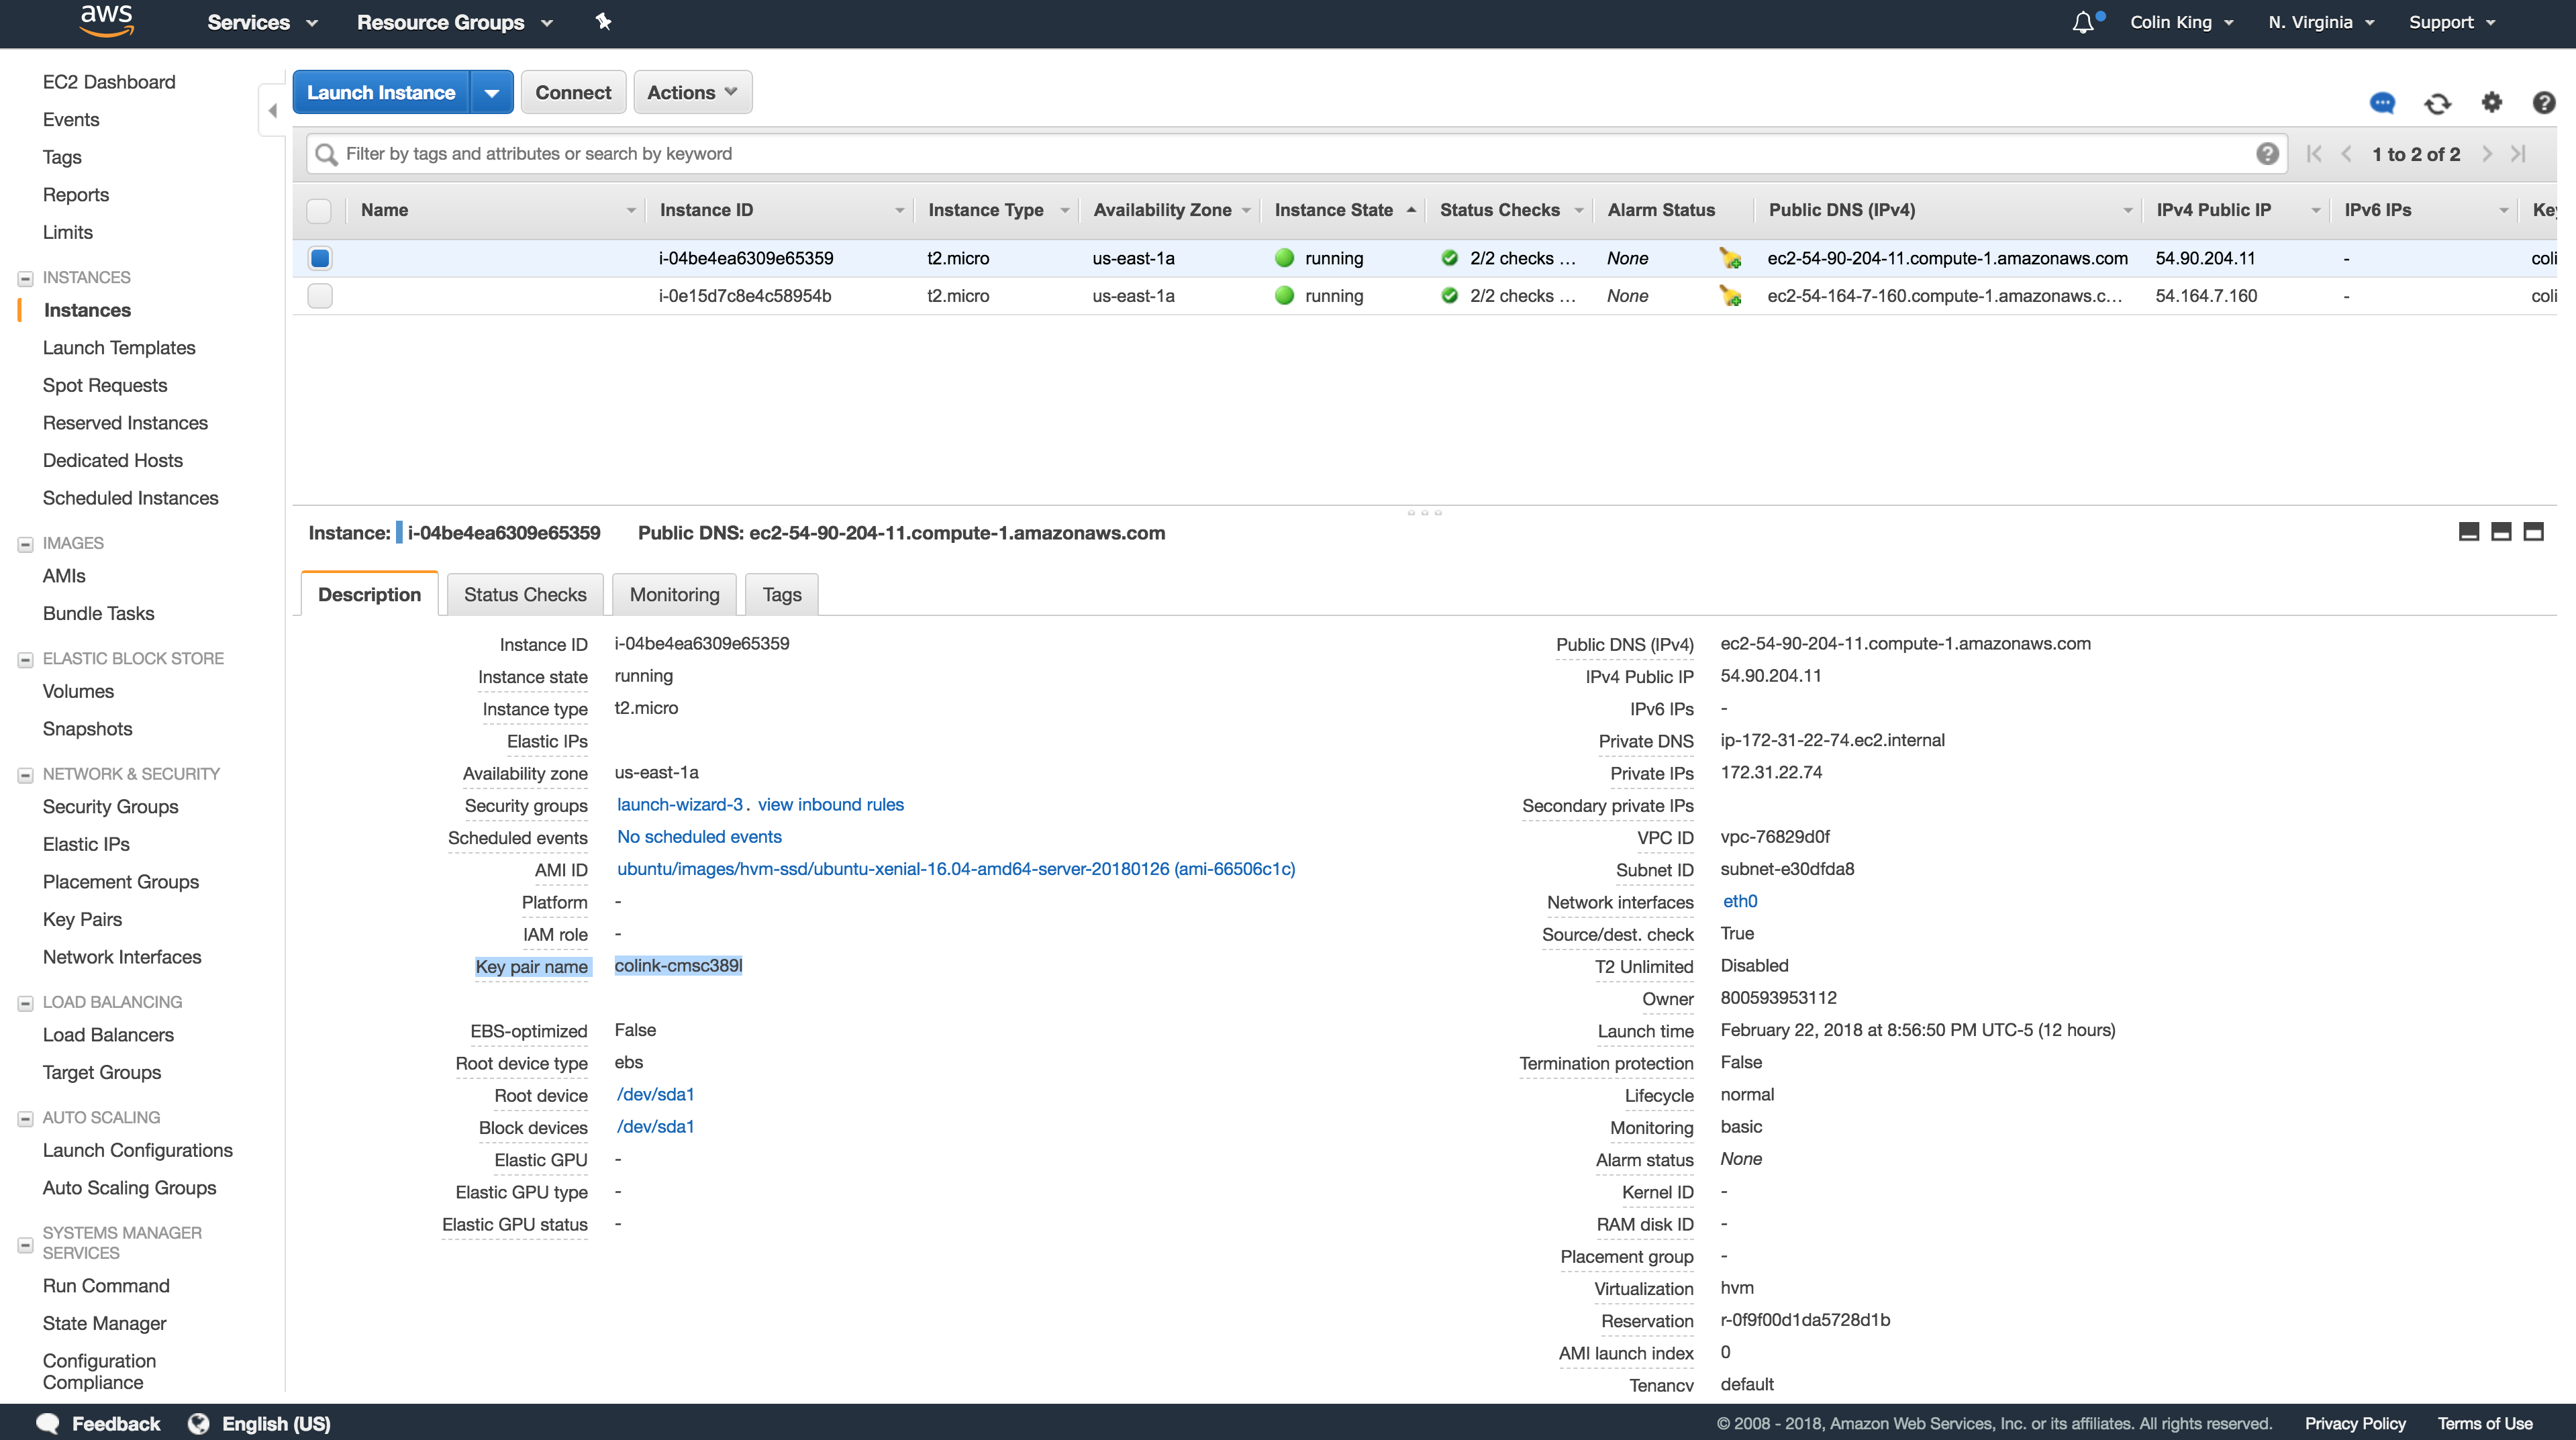 aws Services Resource Groups Colin King N. Virginia Support
EC2 Dashboard
Events
Tags
Reports
Limits
INSTANCES
Instances
Launch Templates
Spot Requests
Reserved Instances
Dedicated Hosts
Scheduled Instances
IMAGES
AMIs
Bundle Tasks
ELASTIC BLOCK STORE
Volumes
Snapshots
NETWORK & SECURITY
Security Groups
Elastic IPs
Placement Groups
Key Pairs
Network Interfaces
LOAD BALANCING
Load Balancers
Target Groups
AUTO SCALING
Launch Configurations
Auto Scaling Groups
SYSTEMS MANAGER
SERVICES
Run Command
State Manager
Configuration
Compliance
Launch Instance Connect Actions
Filter by tags and attributes or search by keyword 1 to 2 of 2
Name Instance ID Instance Type Availability Zone Instance State Status Checks Alarm Status Public DNS (IPv4) IPv4 Public IP IPv6 IPs Key
i-04be4ea6309e65359 t2.micro us-east-1a running 2/2 checks ... None ec2-54-90-204-11.compute-1.amazonaws.com 54.90.204.11 - coli
i-0e15d7c8e4c58954b t2.micro us-east-1a running 2/2 checks ... None ec2-54-164-7-160.compute-1.amazonaws.c... 54.164.7.160 - coli
Instance: i-04be4ea6309e65359 Public DNS: ec2-54-90-204-11.compute-1.amazonaws.com
Description Status Checks Monitoring Tags
Instance ID i-04be4ea6309e65359
Instance state running
Instance type t2.micro
Elastic IPs
Availability zone us-east-1a
Security groups launch-wizard-3. view inbound rules
Scheduled events No scheduled events
AMI ID ubuntu/images/hvm-ssd/ubuntu-xenial-16.04-amd64-server-20180126 (ami-66506c1c)
Platform -
IAM role -
Key pair name colink-cmsc389l
EBS-optimized False
Root device type ebs
Root device /dev/sda1
Block devices /dev/sda1
Elastic GPU -
Elastic GPU type -
Elastic GPU status -
Public DNS (IPv4) ec2-54-90-204-11.compute-1.amazonaws.com
IPv4 Public IP 54.90.204.11
IPv6 IPs -
Private DNS ip-172-31-22-74.ec2.internal
Private IPs 172.31.22.74
Secondary private IPs
VPC ID vpc-76829d0f
Subnet ID subnet-e30dfda8
Network interfaces eth0
Source/dest. check True
T2 Unlimited Disabled
Owner 800593953112
Launch time February 22, 2018 at 8:56:50 PM UTC-5 (12 hours)
Termination protection False
Lifecycle normal
Monitoring basic
Alarm status None
Kernel ID -
RAM disk ID -
Placement group -
Virtualization hvm
Reservation r-0f9f00d1da5728d1b
AMI launch index 0
Tenancy default
Feedback English (US) © 2008 - 2018, Amazon Web Services, Inc. or its affiliates. All rights reserved. Privacy Policy Terms of Use